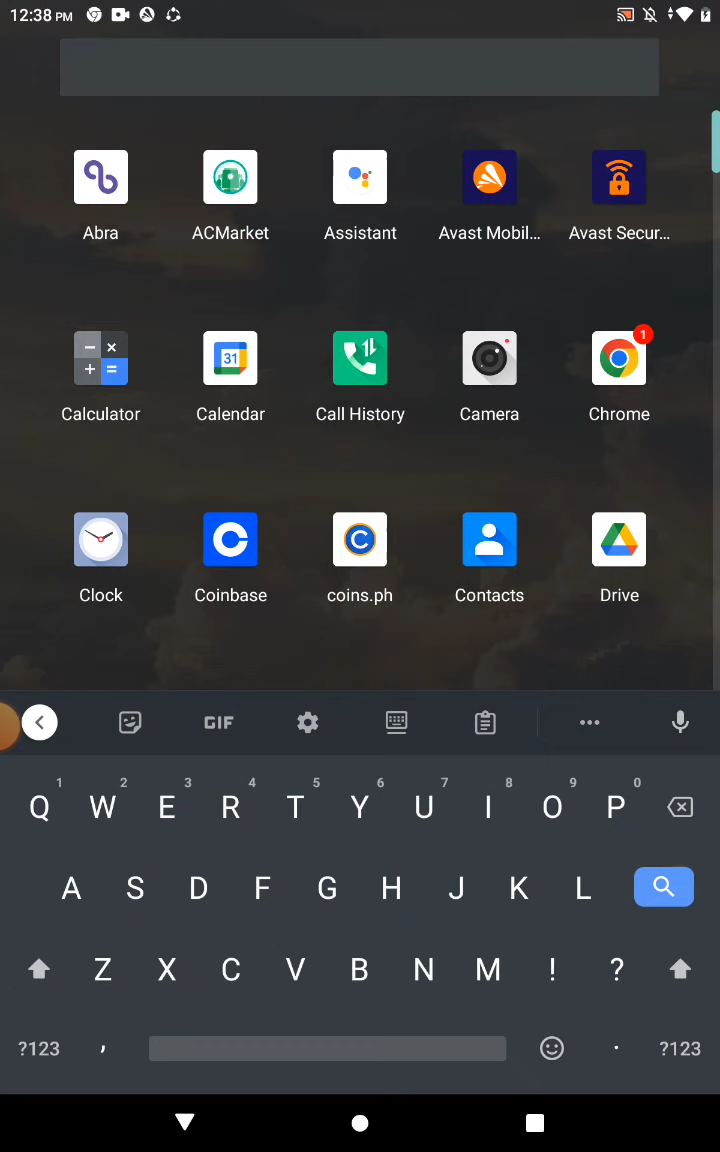 12:38 PM
Abra ACMarket Assistant Avast Mobil... Avast Secur...
31 1
Calculator Calendar Call History Camera Chrome
Clock Coinbase coins.ph Contacts Drive
GIF
1 2 3 4 5 6 7 8 9 0
Q W E R T Y U I O P
A S D F G H J K L
Z X C V B N M ! ?
?123 , . ?123